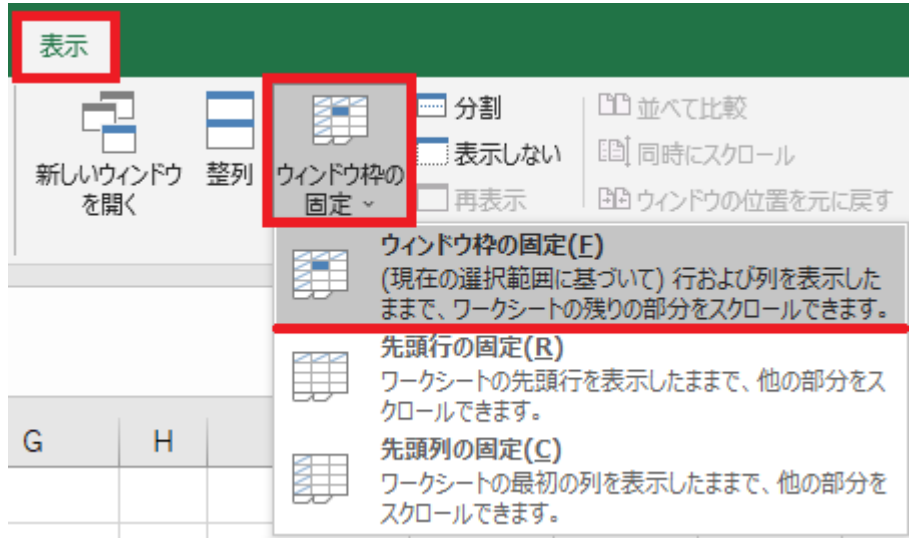 表示
新しいウィンドウ
を開く
整列
ウィンドウ枠の
固定
分割
表示しない
再表示
並べて比較
同時にスクロール
ウィンドウの位置を元に戻す
ウィンドウ枠の固定(F)
(現在の選択範囲に基づいて) 行および列を表示した
ままで、ワークシートの残りの部分をスクロールできます。
先頭行の固定(R)
ワークシートの先頭行を表示したままで、他の部分をス
クロールできます。
先頭列の固定(C)
ワークシートの最初の列を表示したままで、他の部分を
スクロールできます。
G H